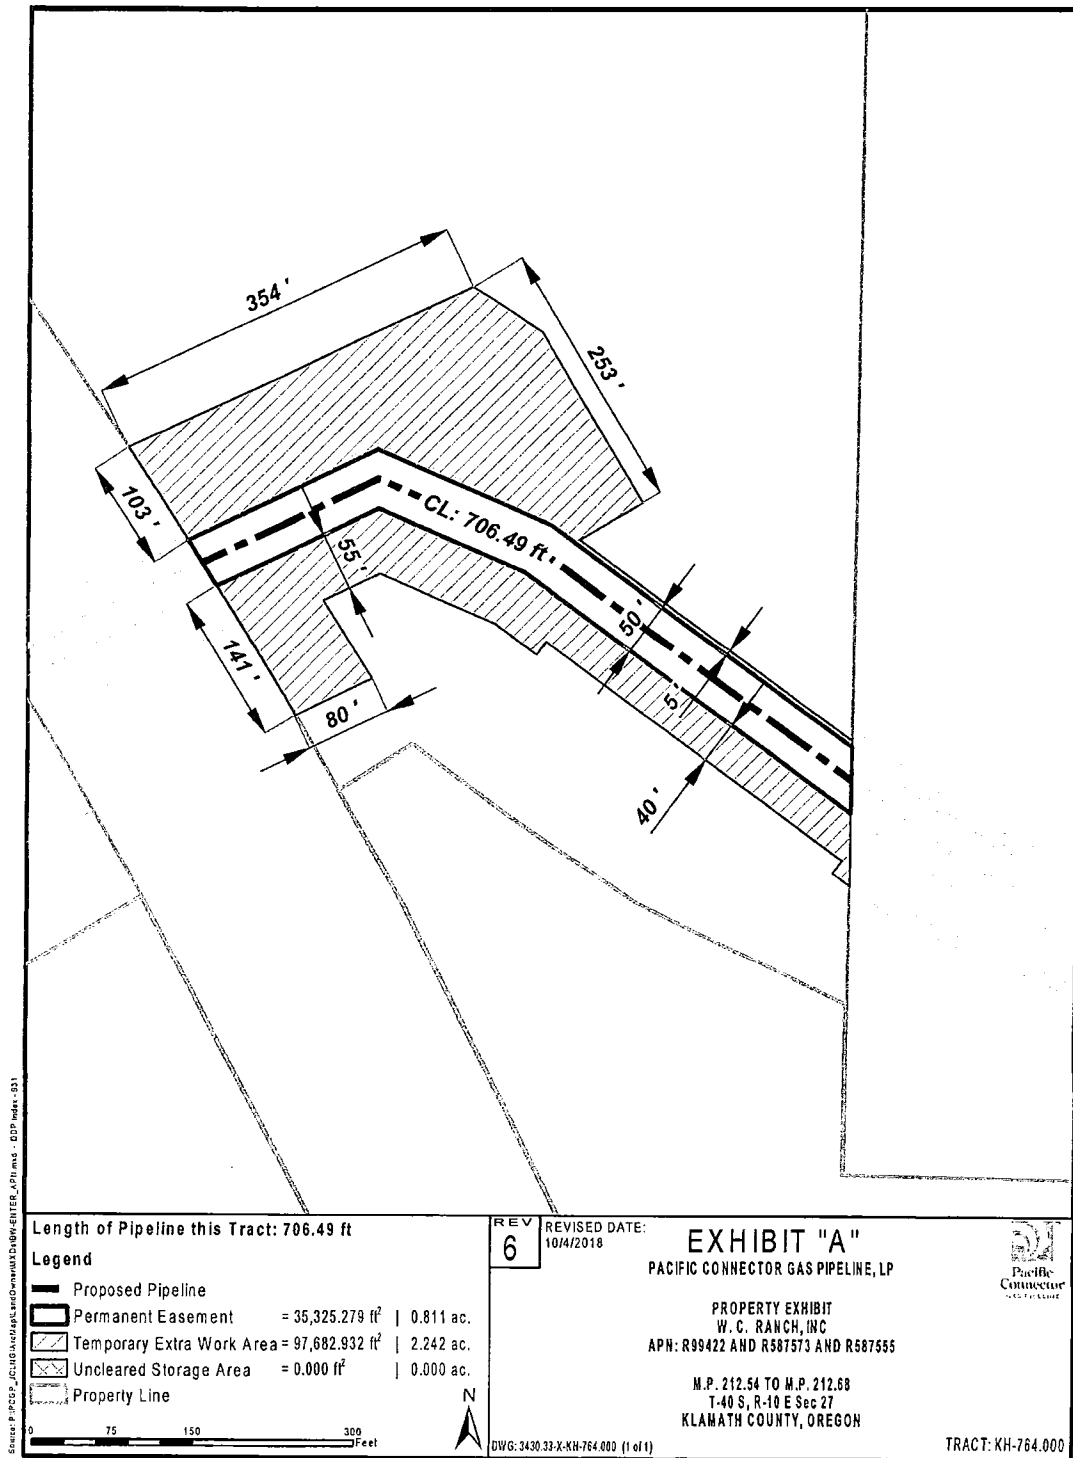 354 '
253 '
103 '
CL: 706.49 ft
55 '
141 '
80 '
50 '
5 '
40 '
Length of Pipeline this Tract: 706.49 ft
Legend
Proposed Pipeline
Permanent Easement = 35,325.279 ft² | 0.811 ac.
Temporary Extra Work Area = 97,682.932 ft² | 2.242 ac.
Uncleared Storage Area = 0.000 ft² | 0.000 ac.
Property Line
N
0 75 150 300
Feet
REV
6
REVISED DATE:
10/4/2018
EXHIBIT "A"
PACIFIC CONNECTOR GAS PIPELINE, LP
PROPERTY EXHIBIT
W. C. RANCH, INC
APN: R99422 AND R587573 AND R587555
M.P. 212.54 TO M.P. 212.68
T-40 S, R-10 E Sec 27
KLAMATH COUNTY, OREGON
DWG: 3430.33-X-KH-764.000 (1 of 1)
TRACT: KH-764.000
Pacific
Connector
GAS PIPELINE